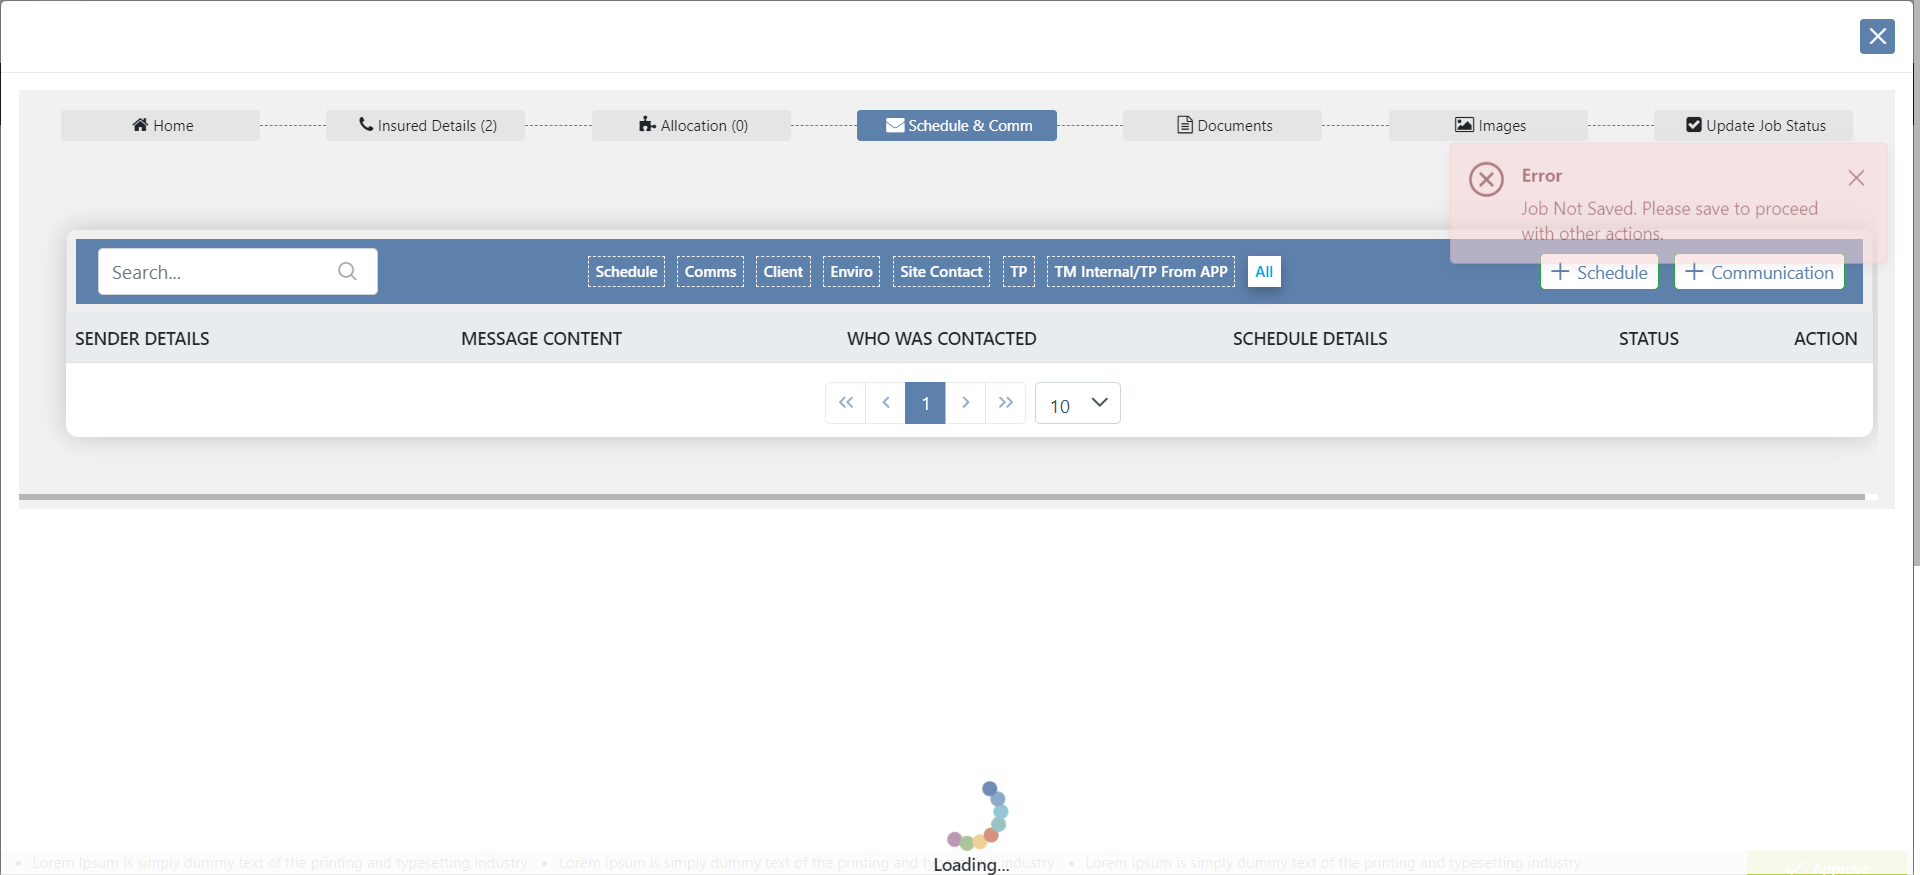 Home
Insured Details (2)
Allocation (0)
Schedule & Comm
Documents
Images
Update Job Status
Error
Job Not Saved. Please save to proceed
with other actions.
Search...
Schedule
Comms
Client
Enviro
Site Contact
TP
TM Internal/TP From APP
All
+ Schedule
+ Communication
SENDER DETAILS
MESSAGE CONTENT
WHO WAS CONTACTED
SCHEDULE DETAILS
STATUS
ACTION
1
10
Loading...
• Lorem Ipsum is simply dummy text of the printing and typesetting industry • Lorem Ipsum is simply dummy text of the printing and industry • Lorem Ipsum is simply dummy text of the printing and typesetting industry